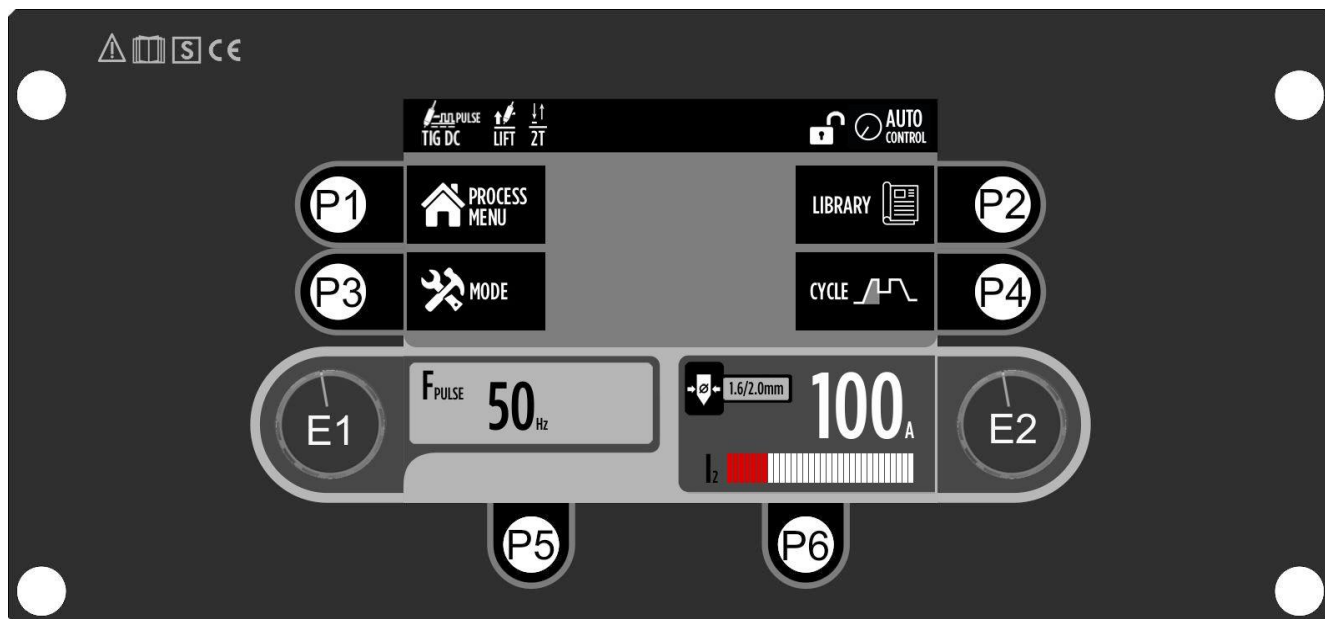 S CE
PULSE
TIG DC LIFT 2T
AUTO
CONTROL
P1 PROCESS
MENU
LIBRARY P2
P3 MODE
CYCLE P4
E1
FPULSE 50Hz
1.6/2.0mm 100A
I2
E2
P5 P6